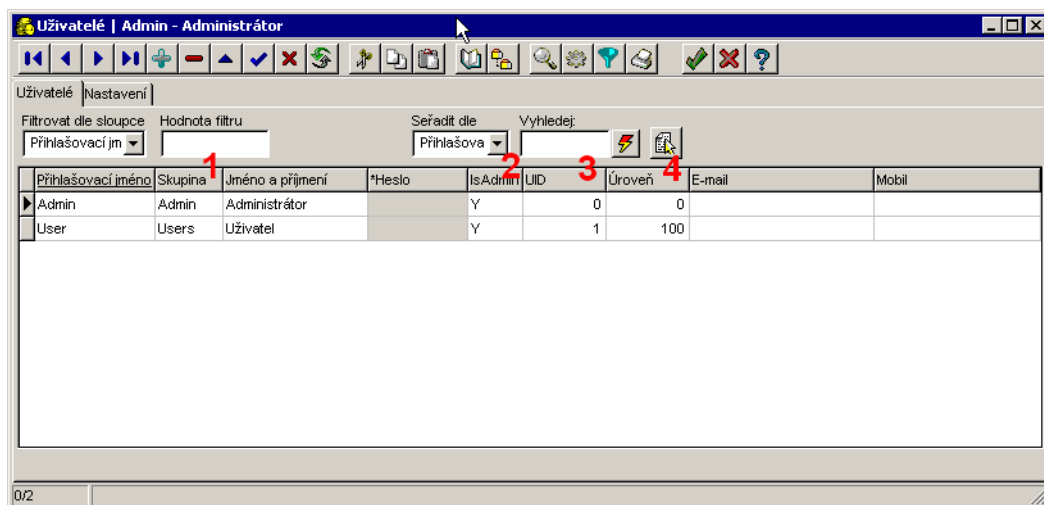 Uživatelé | Admin - Administrátor
Uživatelé Nastavení
Filtrovat dle sloupce Hodnota filtru Seřadit dle Vyhledej:
Přihlašovací jm Přihlašova
1 2 3 4
Přihlašovací jméno Skupina Jméno a příjmení *Heslo IsAdmin UID Úroveň E-mail Mobil
Admin Admin Administrátor Y 0 0
User Users Uživatel Y 1 100
0/2